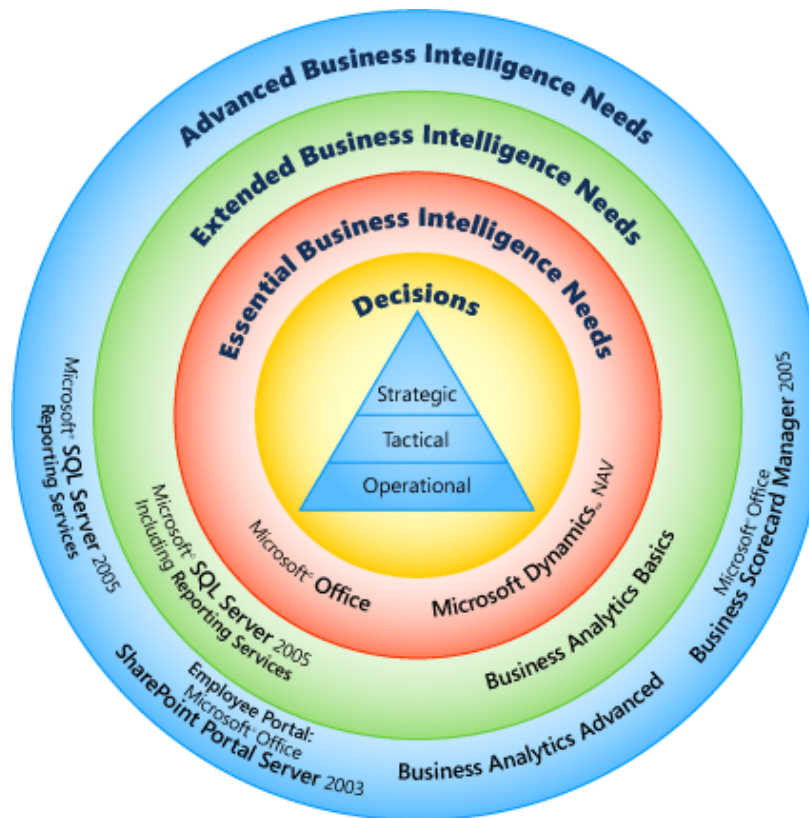 Advanced Business Intelligence Needs
Extended Business Intelligence Needs
Essential Business Intelligence Needs
Decisions
Strategic
Tactical
Operational
Microsoft® Office
Microsoft Dynamics™ NAV
Microsoft® SQL Server 2005
Including Reporting Services
Business Analytics Basics
Microsoft® SQL Server 2005
Reporting Services
Employee Portal:
Microsoft® Office
SharePoint Portal Server 2003
Business Analytics Advanced
Microsoft® Office
Business Scorecard Manager 2005